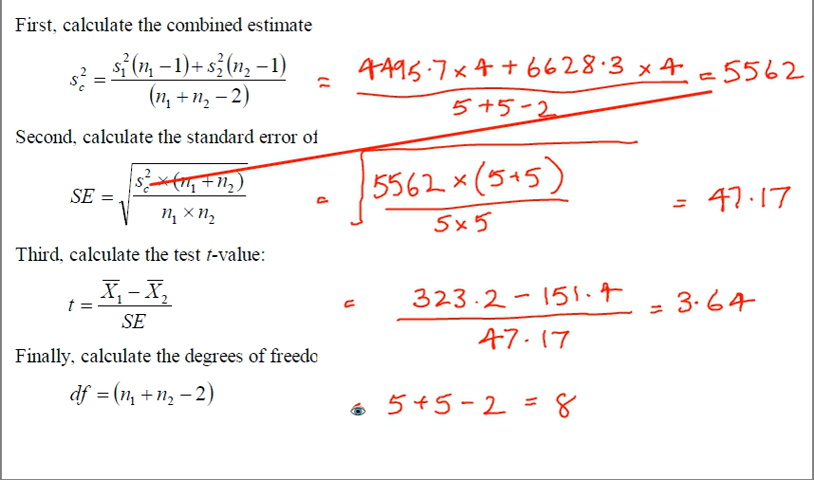 First, calculate the combined estimate
s_c^2 = (s_1^2(n_1 − 1) + s_2^2(n_2 − 1)) / (n_1 + n_2 − 2) = (4495.7 × 4 + 6628.3 × 4) / (5 + 5 − 2) = 5562
Second, calculate the standard error of
SE = √((s_c^2 × (n_1 + n_2)) / (n_1 × n_2)) = √((5562 × (5+5)) / (5 × 5)) = 47.17
Third, calculate the test t-value:
t = (X̄_1 − X̄_2) / SE = (323.2 − 151.4) / 47.17 = 3.64
Finally, calculate the degrees of freedo
df = (n_1 + n_2 − 2) = 5 + 5 − 2 = 8